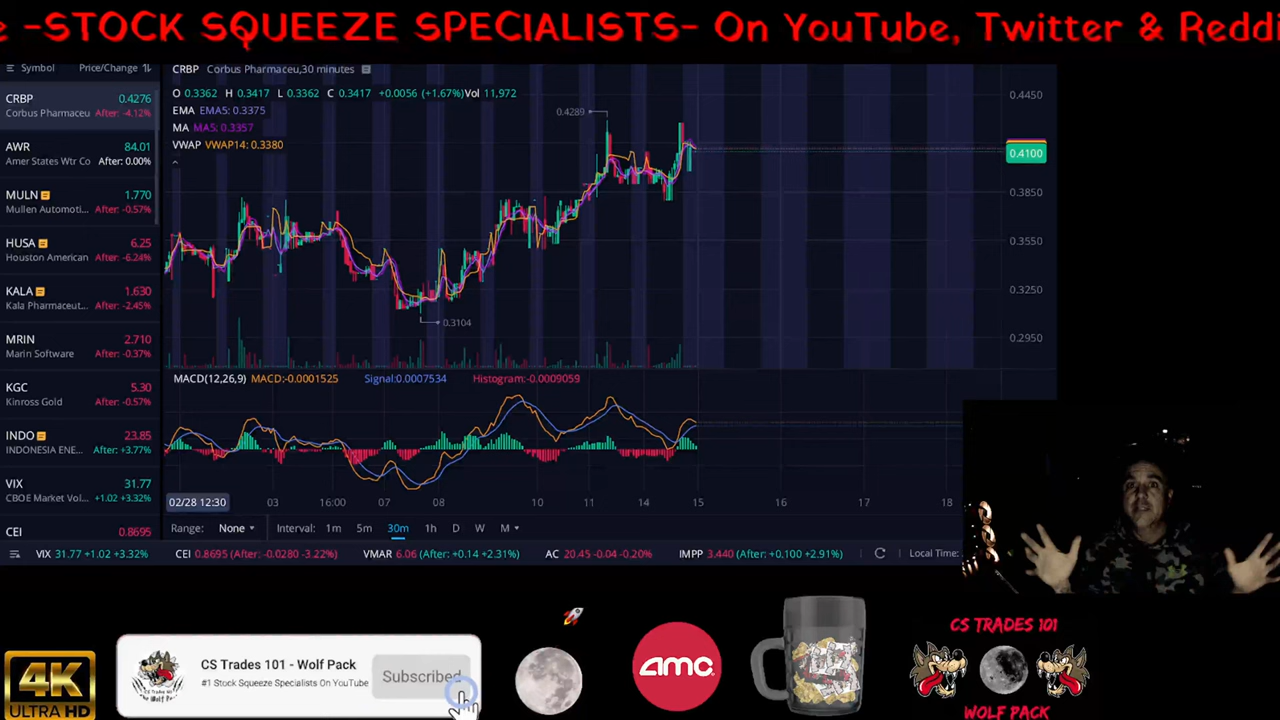 -STOCK SQUEEZE SPECIALISTS- On YouTube, Twitter & Reddi
Symbol Price/Change
CRBP 0.4276
Corbus Pharmaceu After: -4.12%
AWR 84.01
Amer States Wtr Co After: 0.00%
MULN 1.770
Mullen Automoti... After: -0.57%
HUSA 6.25
Houston American After: -6.24%
KALA 1.630
Kala Pharmaceut... After: -2.45%
MRIN 2.710
Marin Software After: -0.37%
KGC 5.30
Kinross Gold After: -0.57%
INDO 23.85
INDONESIA ENE... After: +3.77%
VIX 31.77
CBOE Market Vol... +1.02 +3.32%
CEI 0.8695
CRBP Corbus Pharmaceu,30 minutes
O 0.3362 H 0.3417 L 0.3362 C 0.3417 +0.0056 (+1.67%)Vol 11,972
EMA EMA5: 0.3375
MA MA5: 0.3357
VWAP VWAP14: 0.3380
0.4289
0.3104
0.4450
0.4100
0.3850
0.3550
0.3250
0.2950
MACD(12,26,9) MACD:-0.0001525 Signal:0.0007534 Histogram:-0.0009059
02/28 12:30 03 16:00 07 08 10 11 14 15 16 17 18
Range: None Interval: 1m 5m 30m 1h D W M
VIX 31.77 +1.02 +3.32% CEI 0.8695 (After: -0.0280 -3.22%) VMAR 6.06 (After: +0.14 +2.31%) AC 20.45 -0.04 -0.20% IMPP 3.440 (After: +0.100 +2.91%) Local Time:
4K
ULTRA HD
CS Trades 101 - Wolf Pack
#1 Stock Squeeze Specialists On YouTube
Subscribed
amc
CS TRADES 101
WOLF PACK